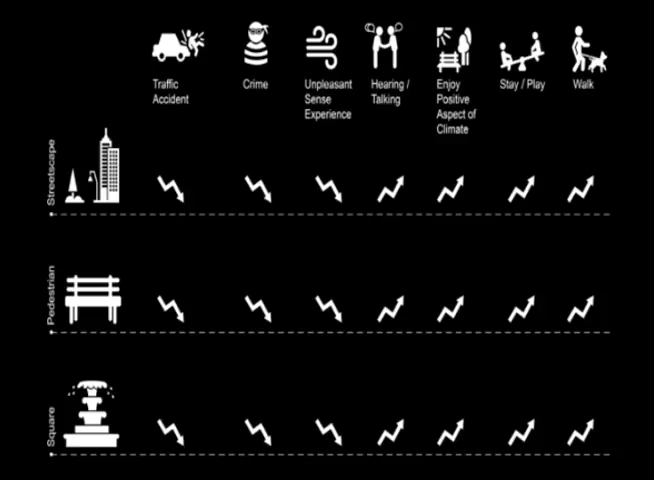 Traffic
Accident
Crime
Unpleasant
Sense
Experience
Hearing /
Talking
Enjoy
Positive
Aspect of
Climate
Stay / Play
Walk
Streetscape
Pedestrian
Square